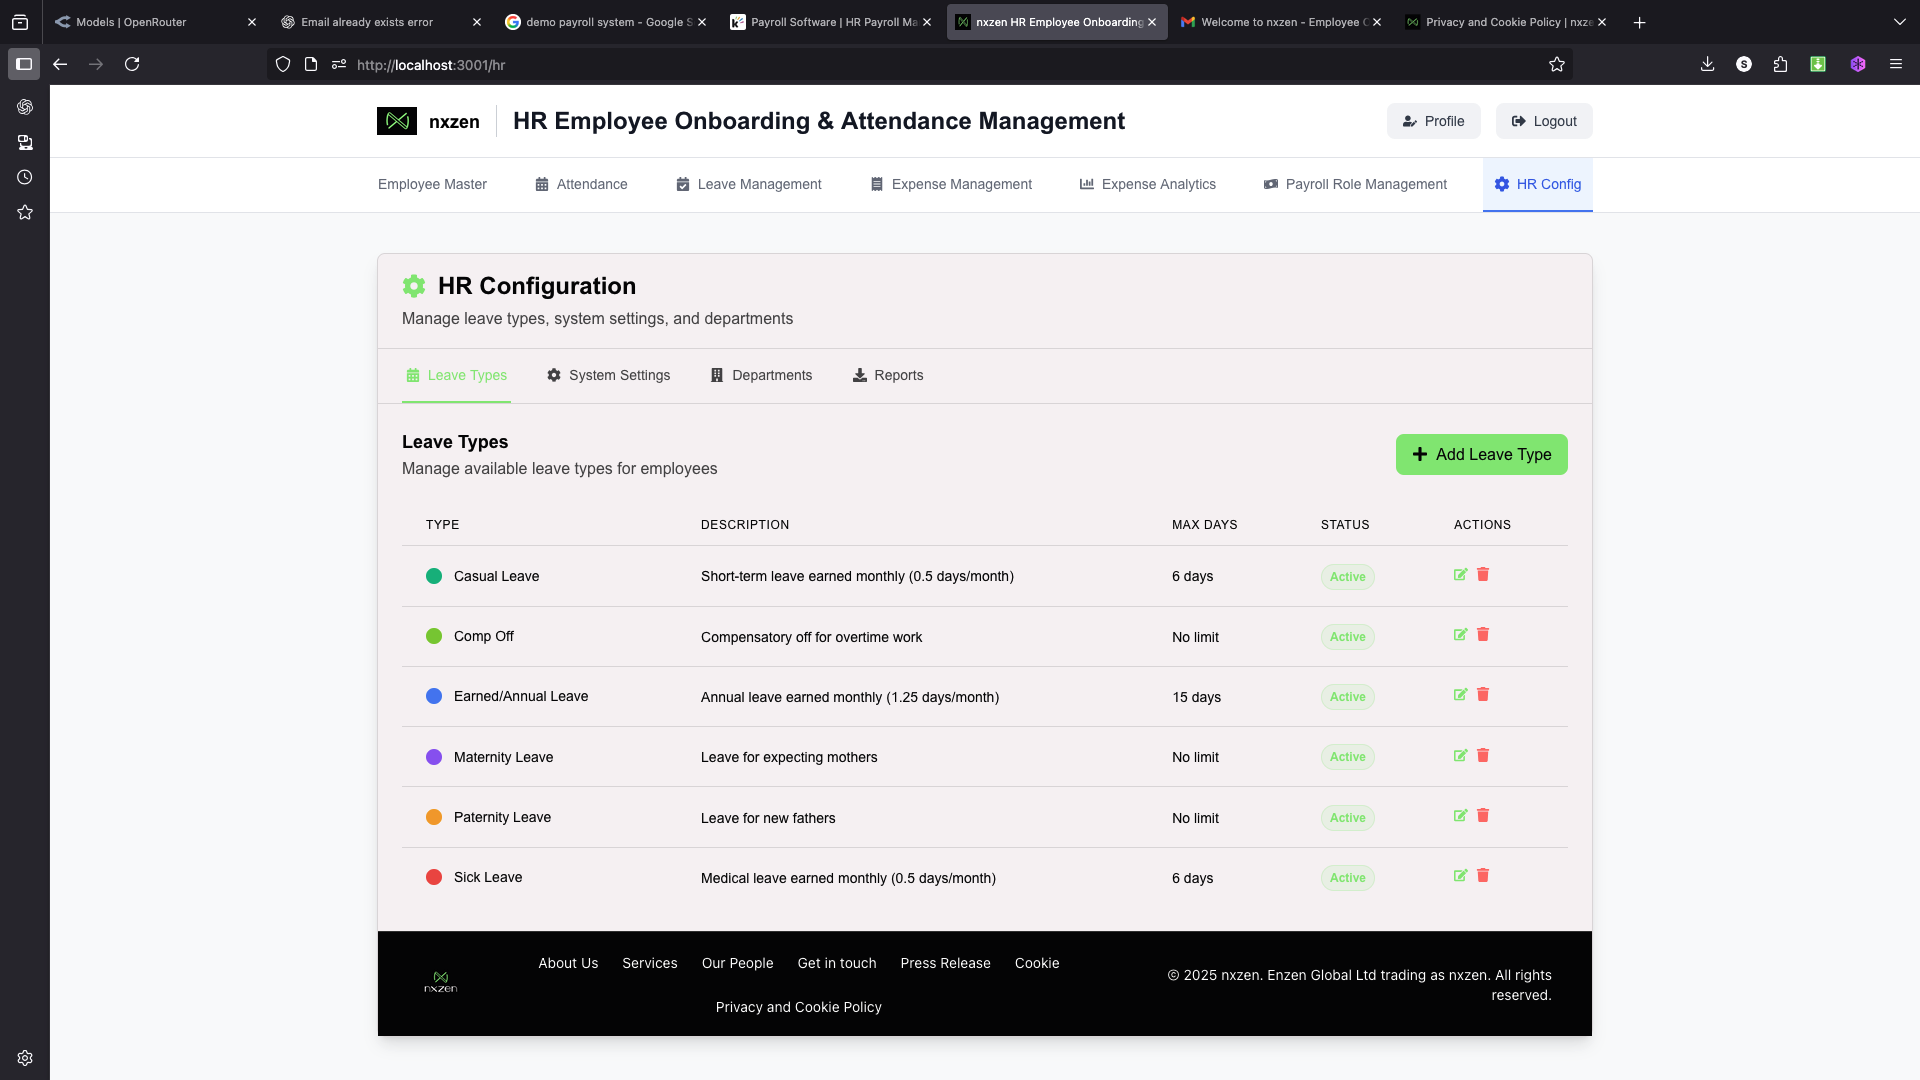 Models | OpenRouter
Email already exists error
demo payroll system - Google S
Payroll Software | HR Payroll Ma
nxzen HR Employee Onboarding
Welcome to nxzen - Employee O
Privacy and Cookie Policy | nxze
http://localhost:3001/hr
S
nxzen
HR Employee Onboarding & Attendance Management
Profile
Logout
Employee Master
Attendance
Leave Management
Expense Management
Expense Analytics
Payroll Role Management
HR Config
HR Configuration
Manage leave types, system settings, and departments
Leave Types
System Settings
Departments
Reports
Leave Types
Manage available leave types for employees
Add Leave Type
TYPE DESCRIPTION MAX DAYS STATUS ACTIONS
Casual Leave Short-term leave earned monthly (0.5 days/month) 6 days Active
Comp Off Compensatory off for overtime work No limit Active
Earned/Annual Leave Annual leave earned monthly (1.25 days/month) 15 days Active
Maternity Leave Leave for expecting mothers No limit Active
Paternity Leave Leave for new fathers No limit Active
Sick Leave Medical leave earned monthly (0.5 days/month) 6 days Active
nxzen
About Us Services Our People Get in touch Press Release Cookie
Privacy and Cookie Policy
© 2025 nxzen. Enzen Global Ltd trading as nxzen. All rights
reserved.